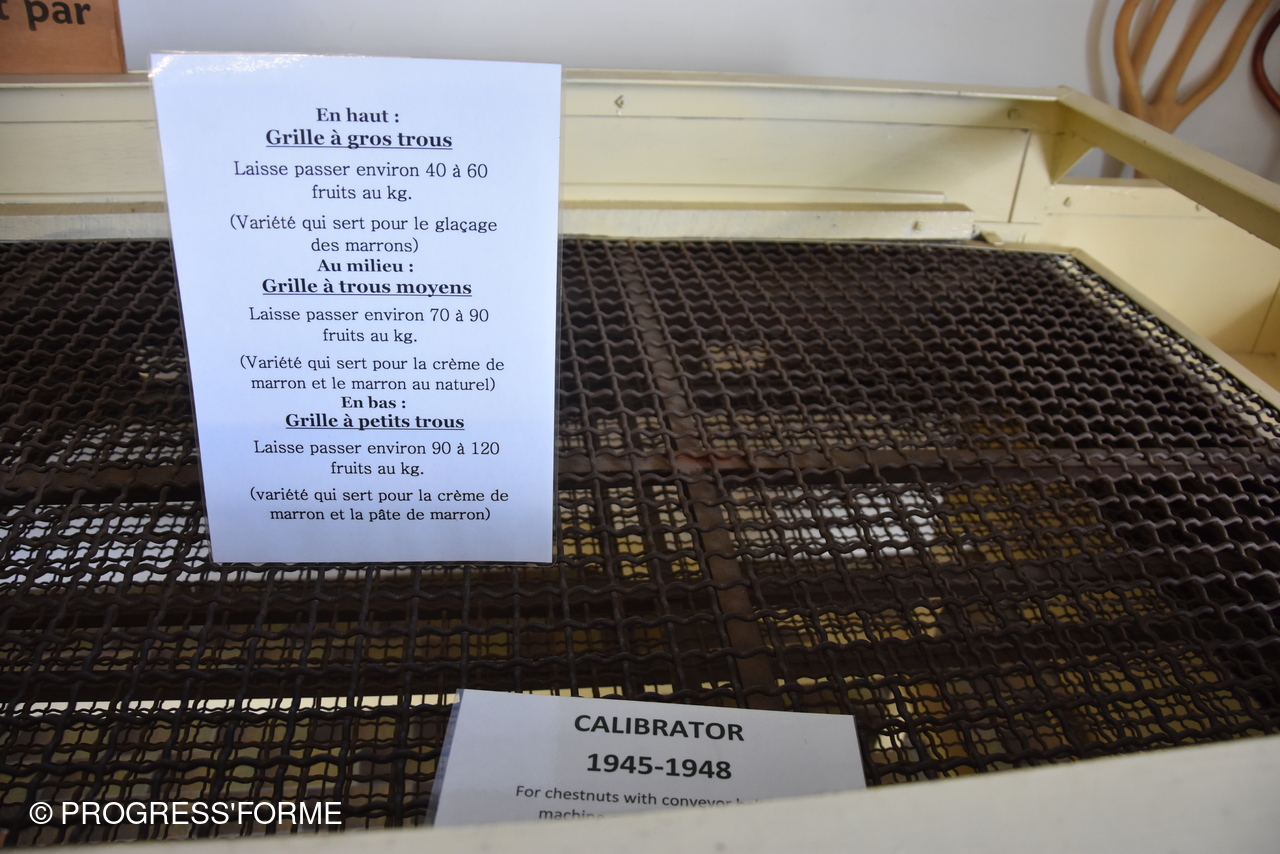 t par
En haut :
Grille à gros trous
Laisse passer environ 40 à 60
fruits au kg.
(Variété qui sert pour le glaçage
des marrons)
Au milieu :
Grille à trous moyens
Laisse passer environ 70 à 90
fruits au kg.
(Variété qui sert pour la crème de
marron et le marron au naturel)
En bas :
Grille à petits trous
Laisse passer environ 90 à 120
fruits au kg.
(variété qui sert pour la crème de
marron et la pâte de marron)
CALIBRATOR
1945-1948
For chestnuts with conveyor
© PROGRESS'FORME